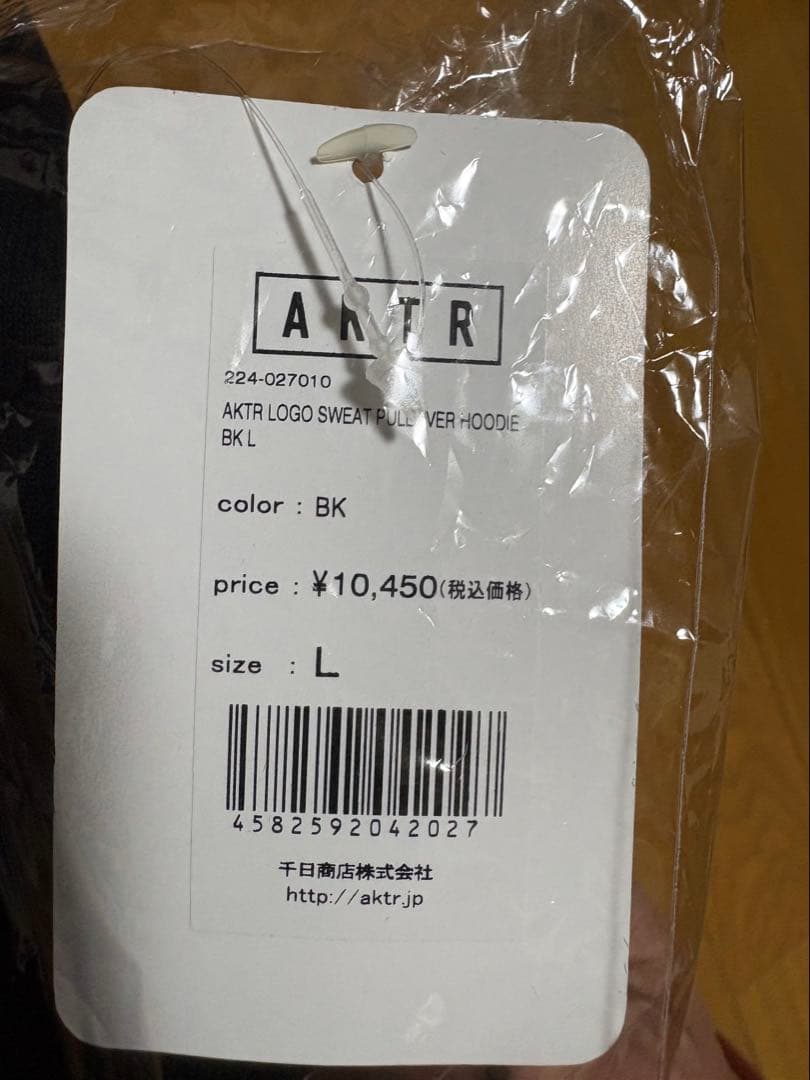 AKTR
224-027010
AKTR LOGO SWEAT PULLOVER HOODIE
BK L
color : BK
price : ¥10,450(税込価格)
size : L
4582592042027
千日商店株式会社
http://aktr.jp